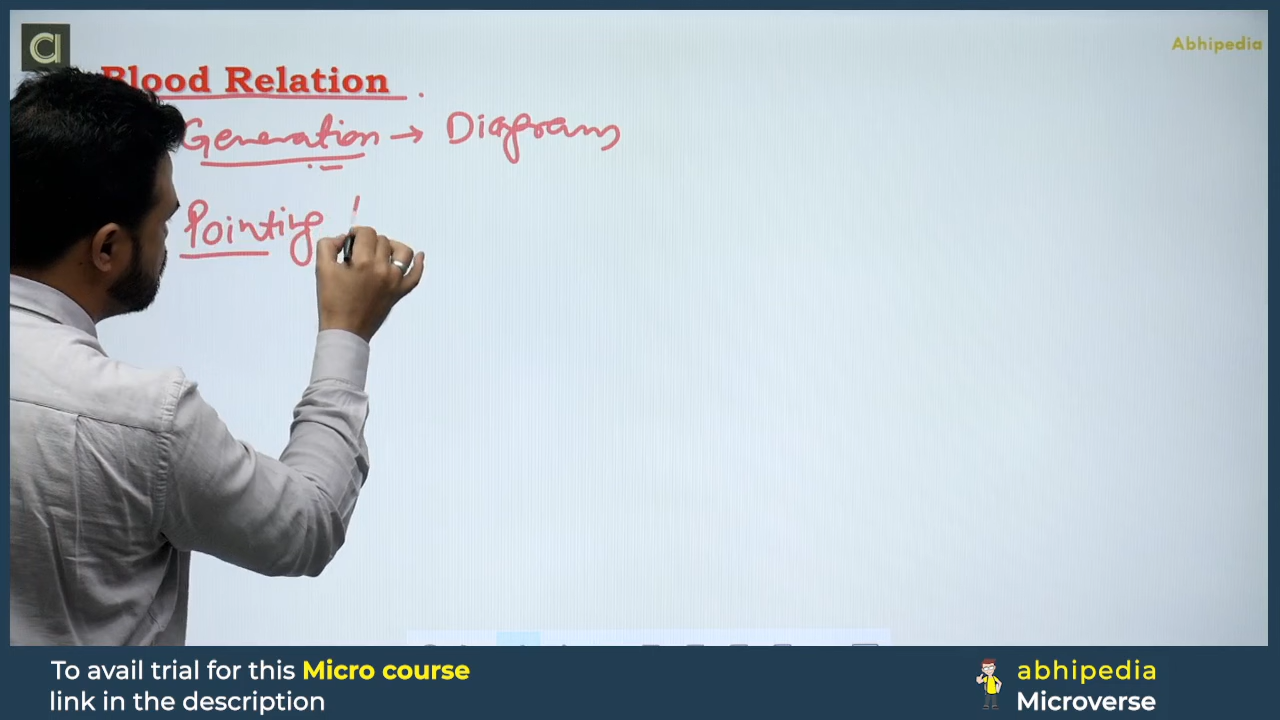 Abhipedia
Blood Relation
Generation → Diagrams
Pointing
To avail trial for this Micro course
link in the description
abhipedia
Microverse